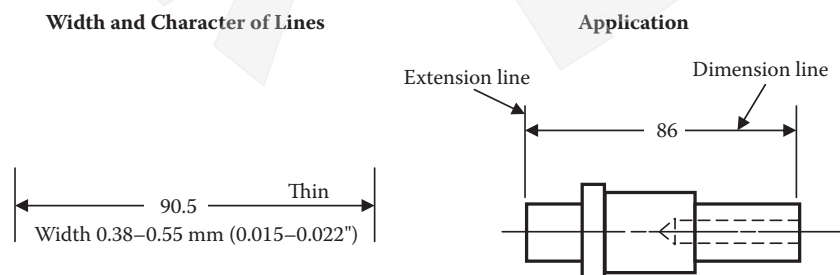 Width and Character of Lines
Application
Extension line
Dimension line
86
Thin
90.5
Width 0.38–0.55 mm (0.015–0.022")